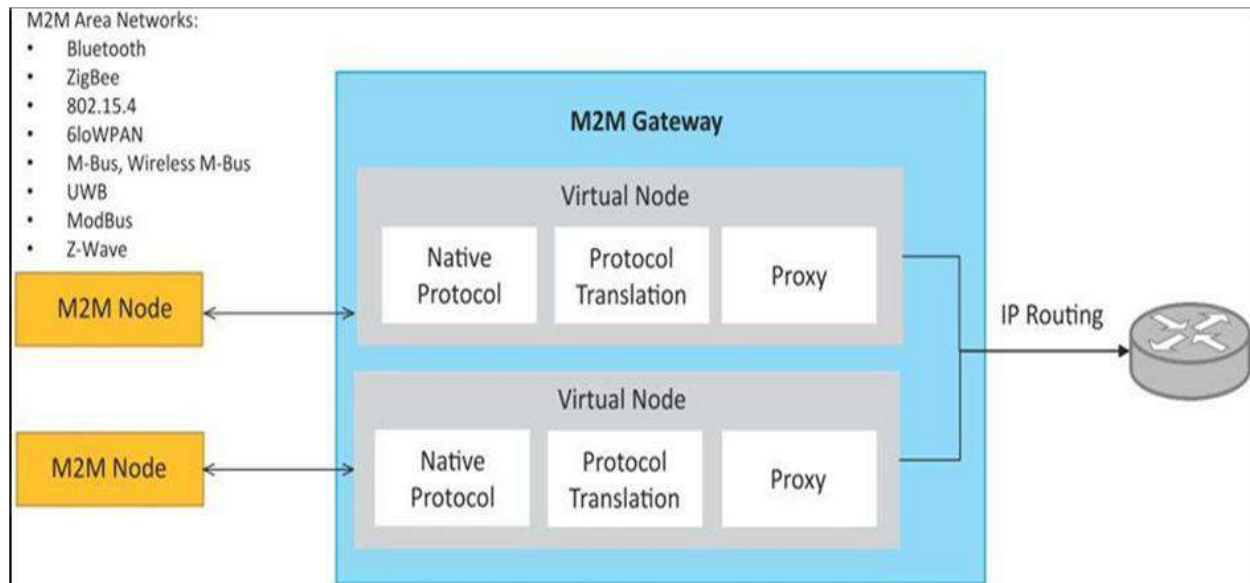 M2M Area Networks:
• Bluetooth
• ZigBee
• 802.15.4
• 6loWPAN
• M-Bus, Wireless M-Bus
• UWB
• ModBus
• Z-Wave
M2M Gateway
Virtual Node
Native
Protocol
Protocol
Translation
Proxy
M2M Node
IP Routing
Virtual Node
Native
Protocol
Protocol
Translation
Proxy
M2M Node